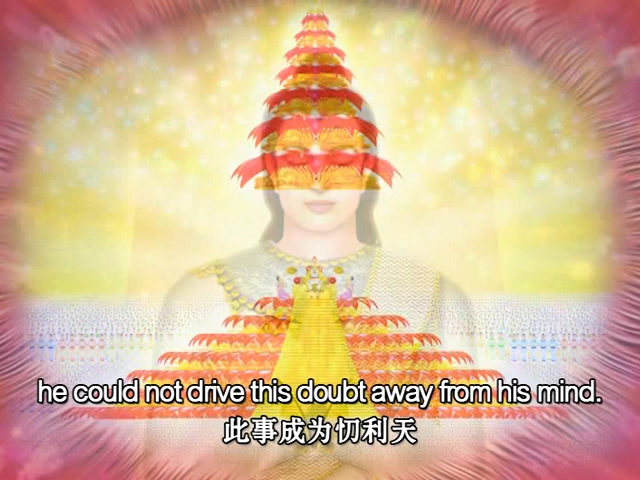 he could not drive this doubt away from his mind.
此事成为忉利天